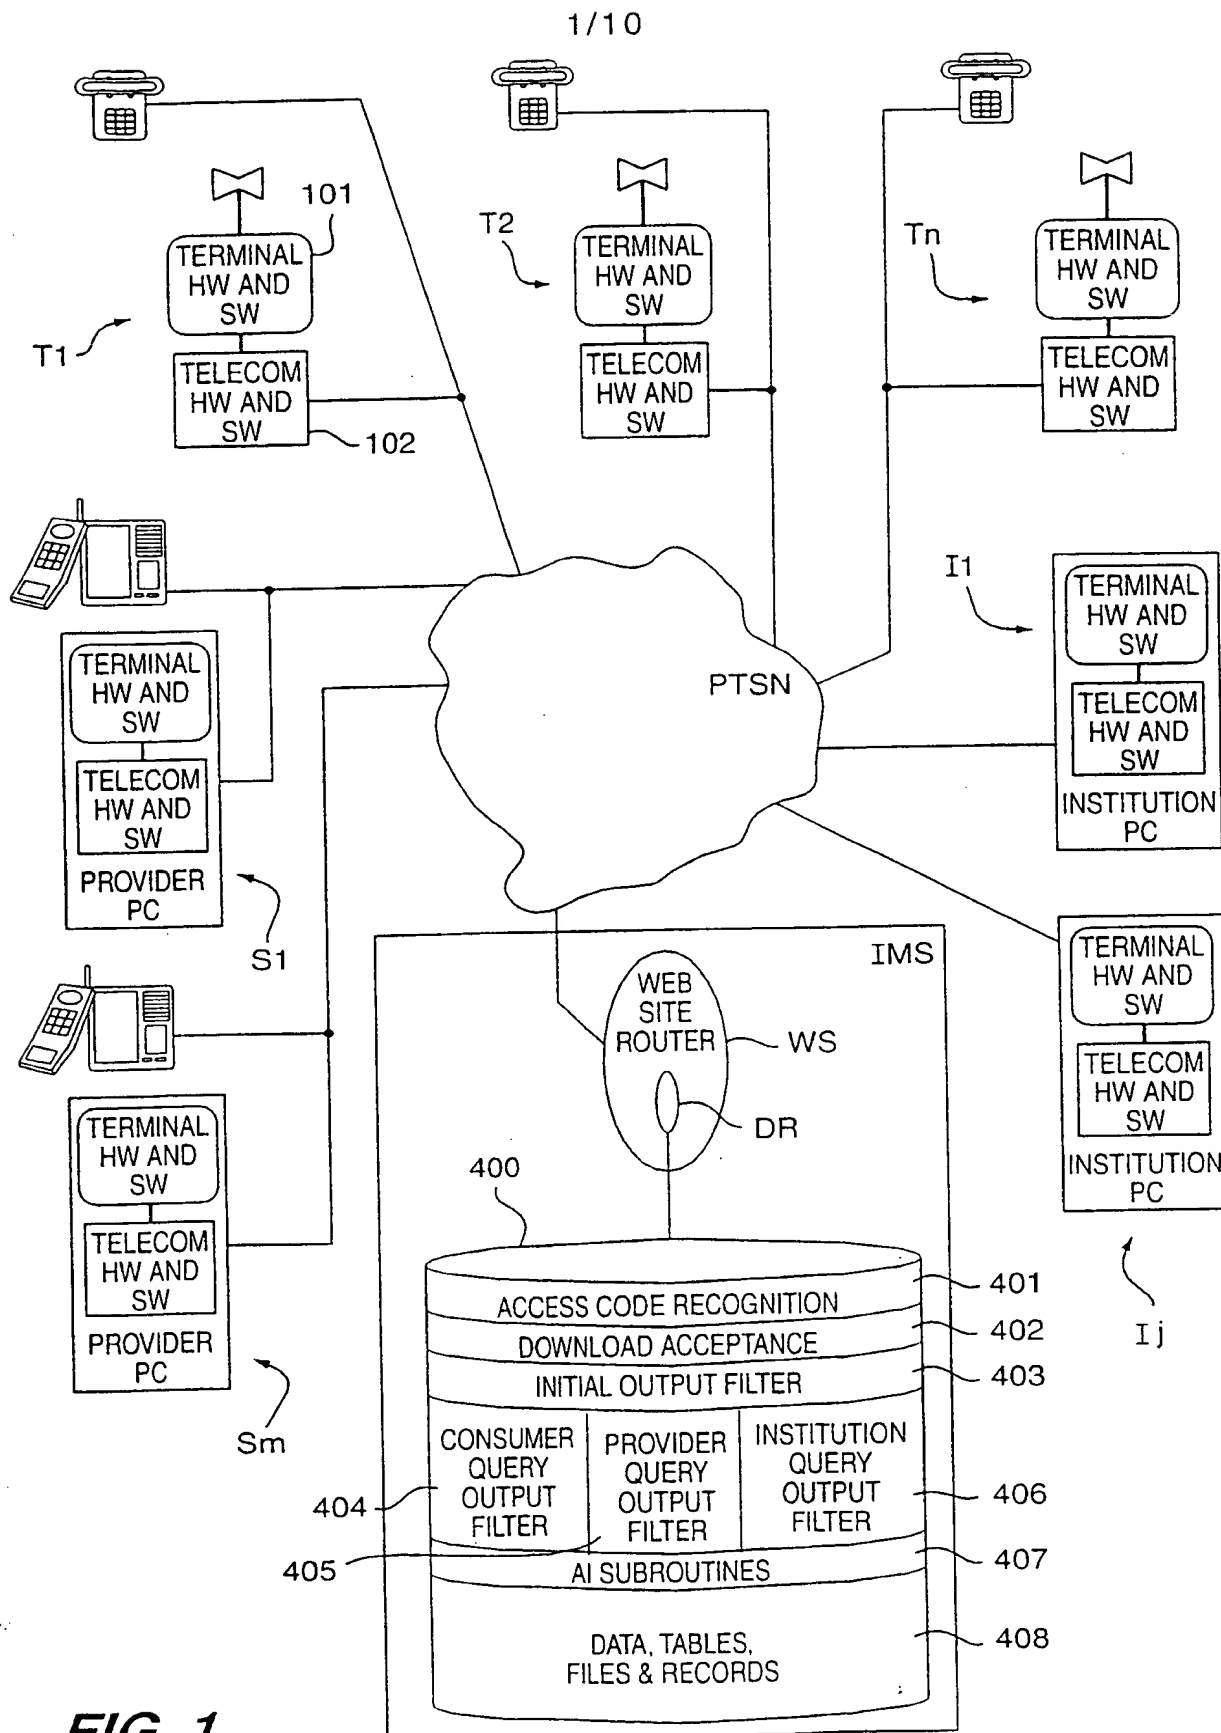 1/10
101
TERMINAL
HW AND
SW
T1
TELECOM
HW AND
SW
102
T2
TERMINAL
HW AND
SW
TELECOM
HW AND
SW
Tn
TERMINAL
HW AND
SW
TELECOM
HW AND
SW
TERMINAL
HW AND
SW
TELECOM
HW AND
SW
PROVIDER
PC
S1
PTSN
I1
TERMINAL
HW AND
SW
TELECOM
HW AND
SW
INSTITUTION
PC
TERMINAL
HW AND
SW
TELECOM
HW AND
SW
PROVIDER
PC
Sm
TERMINAL
HW AND
SW
TELECOM
HW AND
SW
INSTITUTION
PC
Ij
IMS
WEB
SITE
ROUTER
WS
DR
400
ACCESS CODE RECOGNITION
401
DOWNLOAD ACCEPTANCE
402
INITIAL OUTPUT FILTER
403
CONSUMER
QUERY
OUTPUT
FILTER
404
PROVIDER
QUERY
OUTPUT
FILTER
405
INSTITUTION
QUERY
OUTPUT
FILTER
406
AI SUBROUTINES
407
DATA, TABLES,
FILES & RECORDS
408
FIG. 1